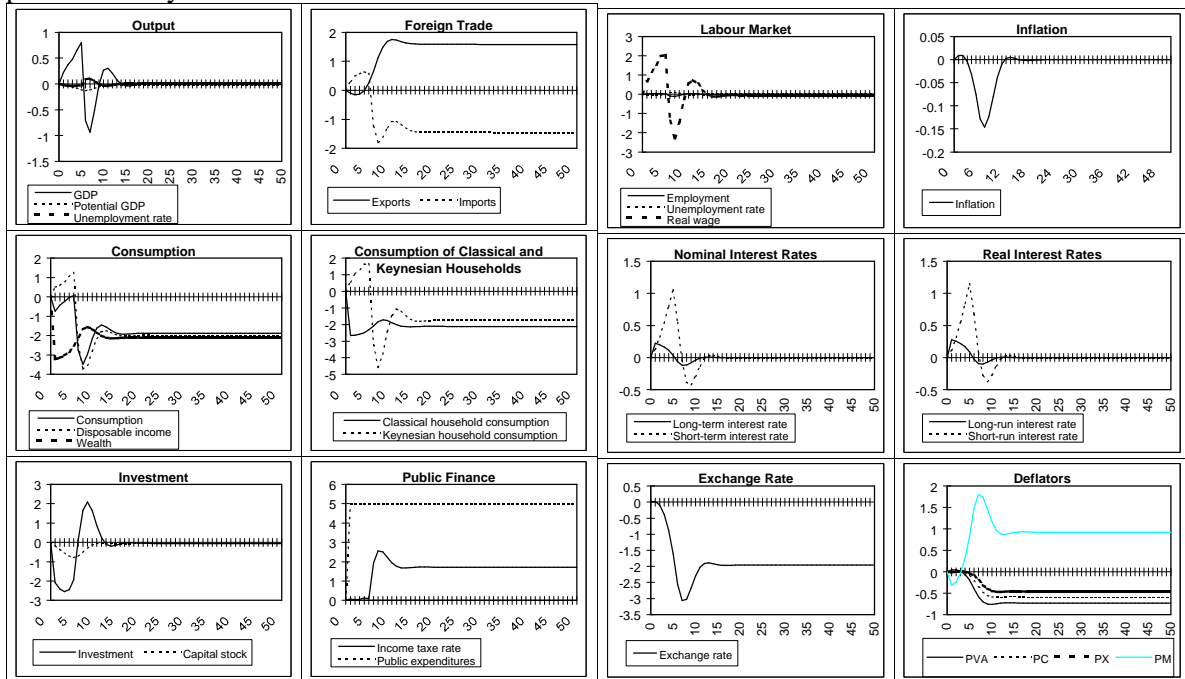 Output
1
0.5
0
-0.5
-1
-1.5
0 5 10 15 20 25 30 35 40 45 50
GDP
Potential GDP
Unemployment rate
Foreign Trade
2
1
0
-1
-2
0 5 10 15 20 25 30 35 40 45 50
Exports Imports
Labour Market
3
2
1
0
-1
-2
-3
0 5 10 15 20 25 30 35 40 45 50
Employment
Unemployment rate
Real wage
Inflation
0.05
0
-0.05
-0.1
-0.15
-0.2
0 6 12 24 36 48
Inflation
Consumption
2
1
0
-1
-2
-3
-4
0 5 10 15 20 25 30 35 40 45 50
Consumption
Disposable income
Wealth
Consumption of Classical and
Keynesian Households
2
1
0
-1
-2
-3
-4
-5
0 5 10 15 20 25 30 35 40 45 50
Classical household consumption
Keynesian household consumption
Nominal Interest Rates
1.5
1
0.5
0
-0.5
0 5 10 15 20 25 30 35 40 45 50
Long-term interest rate
Short-term interest rate
Real Interest Rates
1.5
1
0.5
0
-0.5
0 5 10 15 20 25 30 35 40 45 50
Long-run interest rate
Short-run interest rate
Investment
3
2
1
0
-1
-2
-3
0 5 10 15 20 25 30 35 40 45 50
Investment Capital stock
Public Finance
6
5
4
3
2
1
0
0 5 10 15 20 25 30 35 40 45 50
Income taxe rate
Public expenditures
Exchange Rate
0.5
0
-0.5
-1
-1.5
-2
-2.5
-3
-3.5
0 5 10 15 20 25 30 35 40 45 50
Exchange rate
Deflators
2
1.5
1
0.5
0
-0.5
-1
0 5 10 15 20 25 30 35 40 45 50
PVA PC PX PM